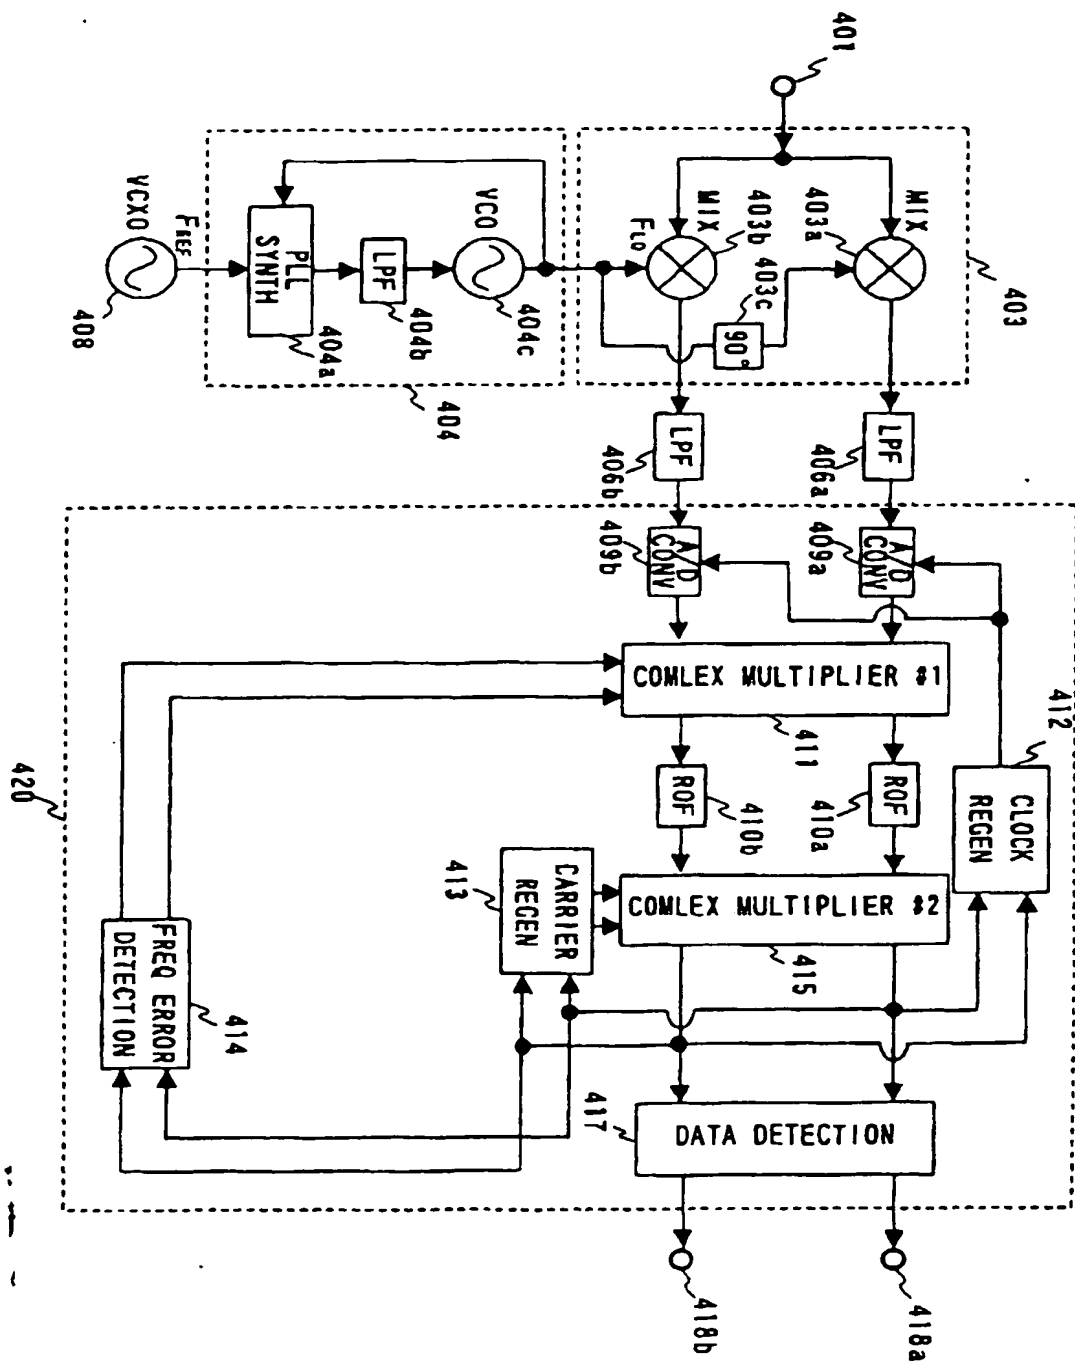 401
MIX
403a
MIX
403b
403c
90°
403
FLO
VCO
404c
LPF
404b
PLL
SYNTH
404a
404
VCXO
FREF
408
LPF
406a
LPF
406b
A/D
CONV
409a
A/D
CONV
409b
COMLEX MULTIPLIER #1
411
CLOCK
REGEN
412
ROF
410a
ROF
410b
COMLEX MULTIPLIER #2
415
CARRIER
REGEN
413
FREQ ERROR
DETECTION
414
420
DATA DETECTION
417
418a
418b